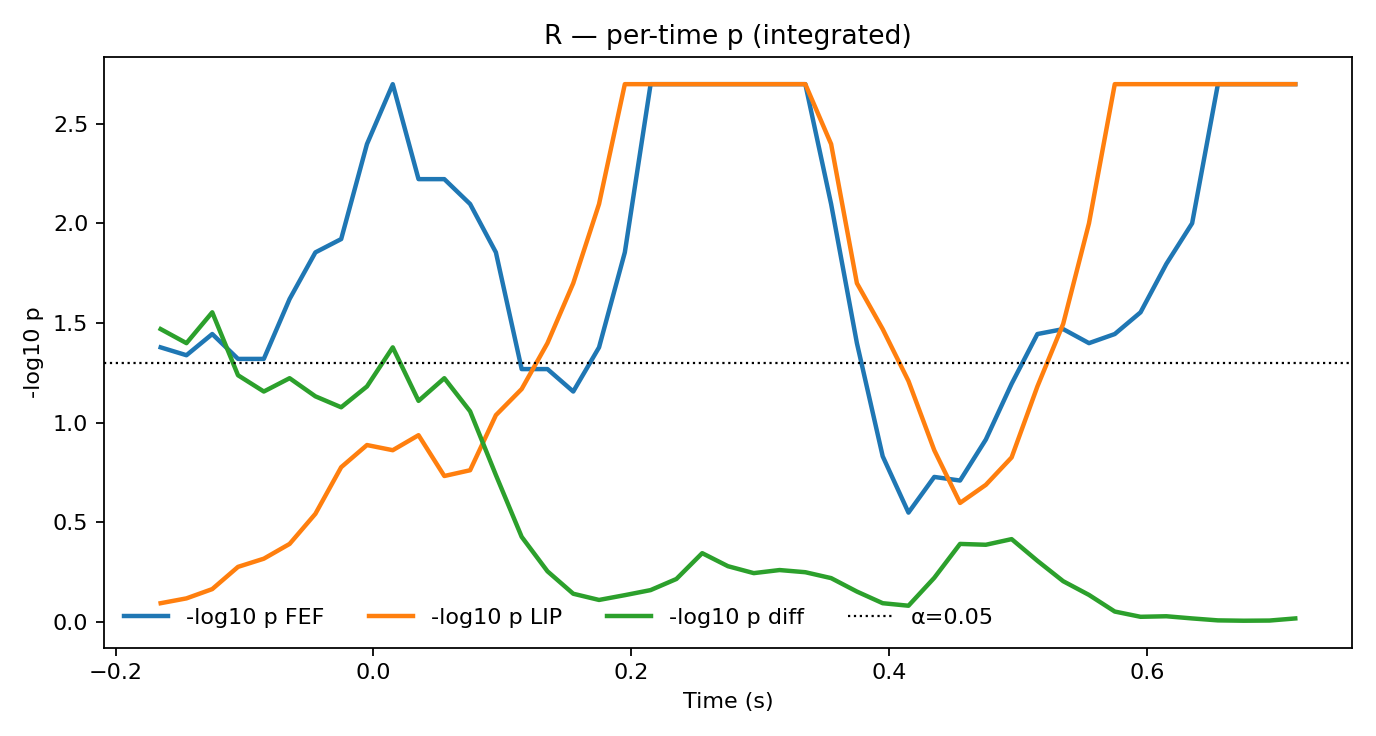 R — per-time p (integrated)
-log10 p
2.5
2.0
1.5
1.0
0.5
0.0
-log10 p FEF
-log10 p LIP
-log10 p diff
α=0.05
−0.2
0.0
0.2
0.4
0.6
Time (s)